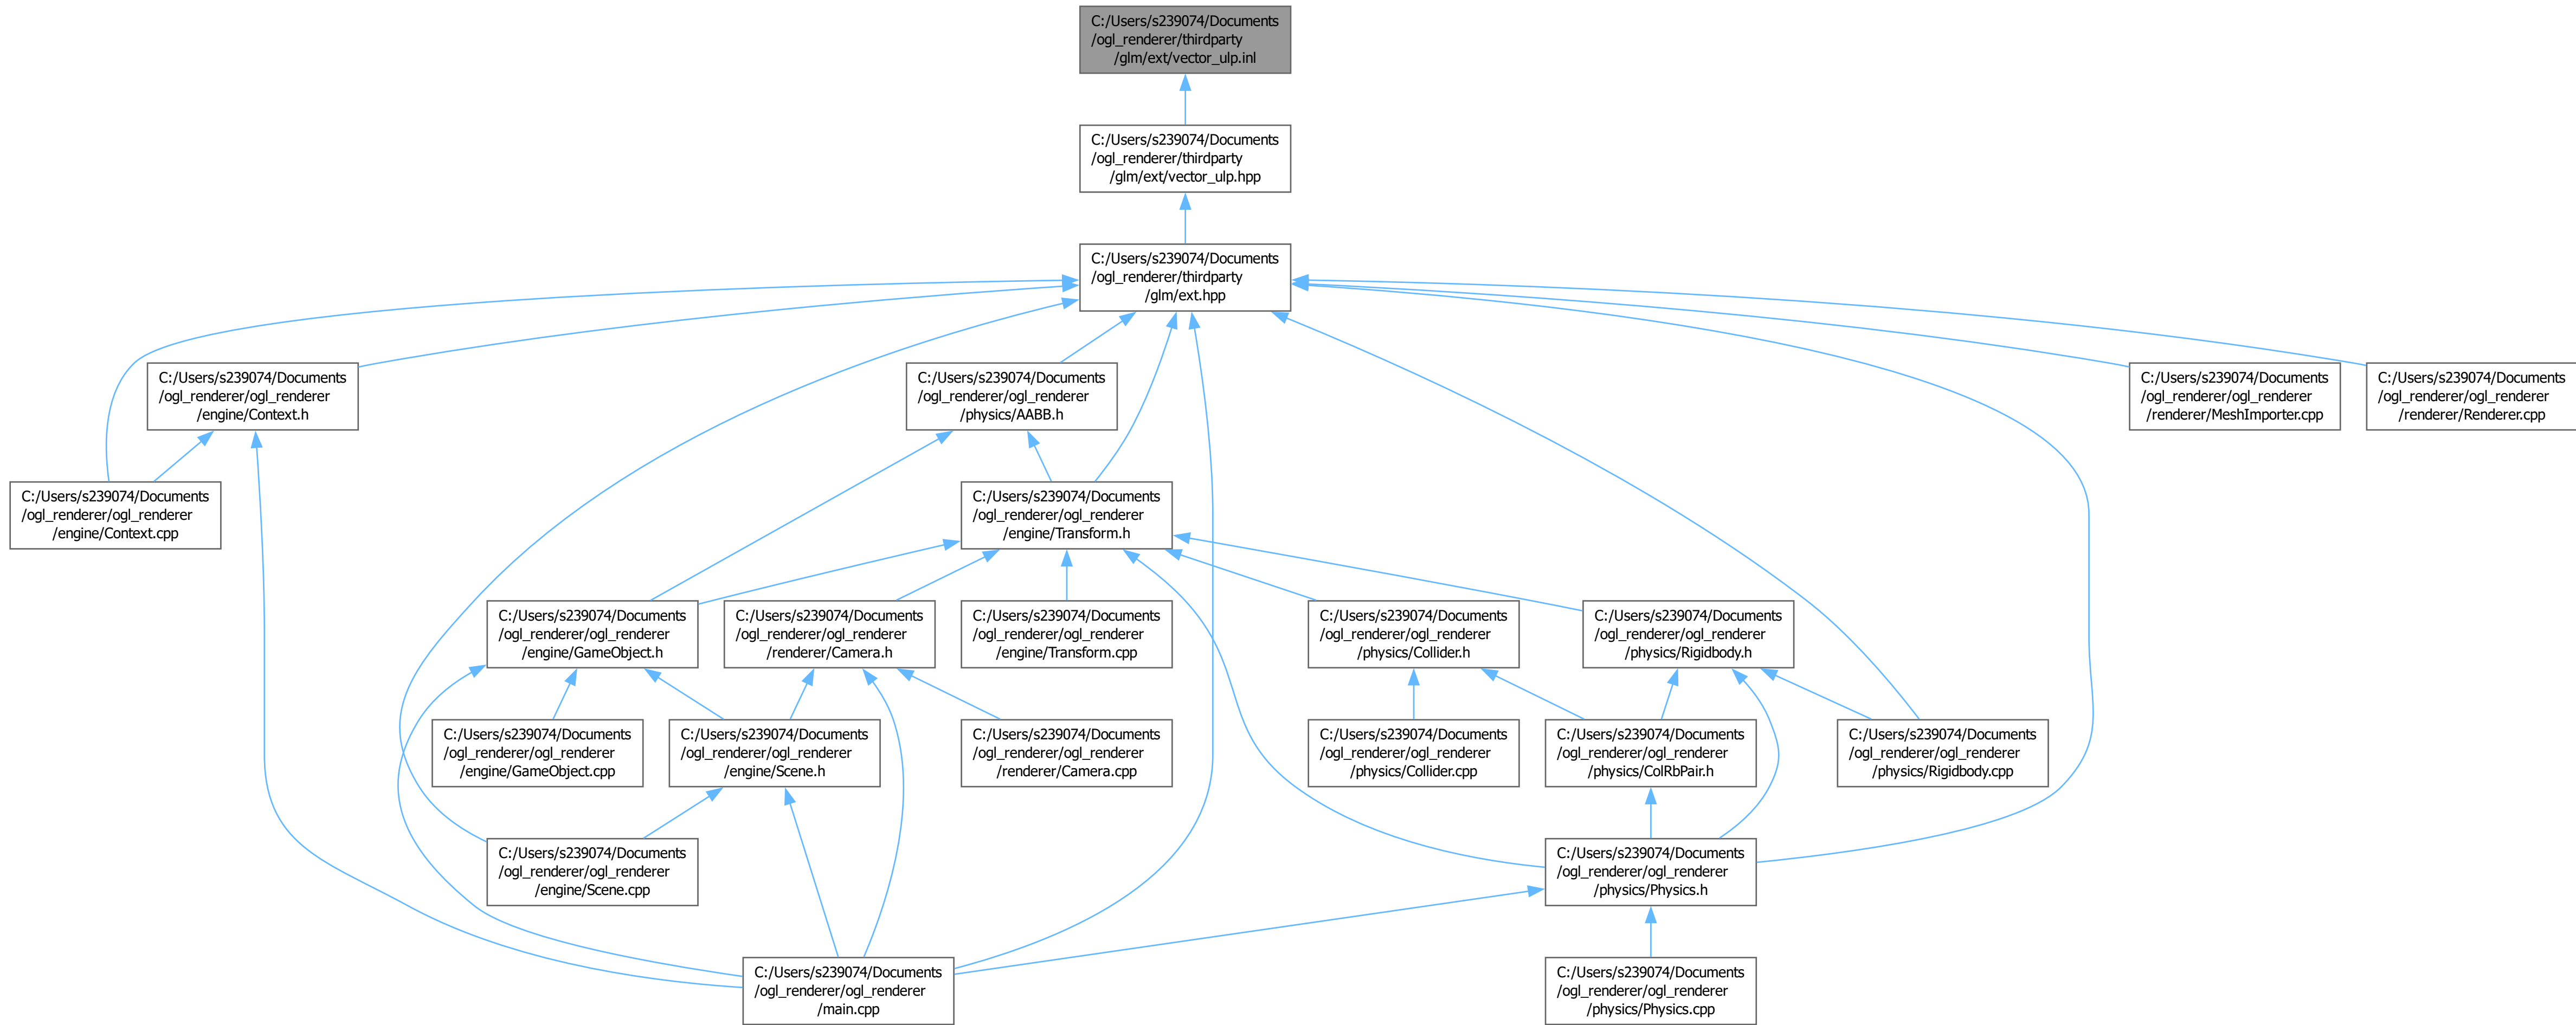 C:/Users/s239074/Documents
/ogl_renderer/thirdparty
/glm/ext/vector_ulp.inl
C:/Users/s239074/Documents
/ogl_renderer/thirdparty
/glm/ext/vector_ulp.hpp
C:/Users/s239074/Documents
/ogl_renderer/thirdparty
/glm/ext.hpp
C:/Users/s239074/Documents
/ogl_renderer/ogl_renderer
/engine/Context.h
C:/Users/s239074/Documents
/ogl_renderer/ogl_renderer
/physics/AABB.h
C:/Users/s239074/Documents
/ogl_renderer/ogl_renderer
/renderer/MeshImporter.cpp
C:/Users/s239074/Documents
/ogl_renderer/ogl_renderer
/renderer/Renderer.cpp
C:/Users/s239074/Documents
/ogl_renderer/ogl_renderer
/engine/Context.cpp
C:/Users/s239074/Documents
/ogl_renderer/ogl_renderer
/engine/Transform.h
C:/Users/s239074/Documents
/ogl_renderer/ogl_renderer
/engine/GameObject.h
C:/Users/s239074/Documents
/ogl_renderer/ogl_renderer
/renderer/Camera.h
C:/Users/s239074/Documents
/ogl_renderer/ogl_renderer
/engine/Transform.cpp
C:/Users/s239074/Documents
/ogl_renderer/ogl_renderer
/physics/Collider.h
C:/Users/s239074/Documents
/ogl_renderer/ogl_renderer
/physics/Rigidbody.h
C:/Users/s239074/Documents
/ogl_renderer/ogl_renderer
/engine/GameObject.cpp
C:/Users/s239074/Documents
/ogl_renderer/ogl_renderer
/engine/Scene.h
C:/Users/s239074/Documents
/ogl_renderer/ogl_renderer
/renderer/Camera.cpp
C:/Users/s239074/Documents
/ogl_renderer/ogl_renderer
/physics/Collider.cpp
C:/Users/s239074/Documents
/ogl_renderer/ogl_renderer
/physics/ColRbPair.h
C:/Users/s239074/Documents
/ogl_renderer/ogl_renderer
/physics/Rigidbody.cpp
C:/Users/s239074/Documents
/ogl_renderer/ogl_renderer
/engine/Scene.cpp
C:/Users/s239074/Documents
/ogl_renderer/ogl_renderer
/physics/Physics.h
C:/Users/s239074/Documents
/ogl_renderer/ogl_renderer
/main.cpp
C:/Users/s239074/Documents
/ogl_renderer/ogl_renderer
/physics/Physics.cpp